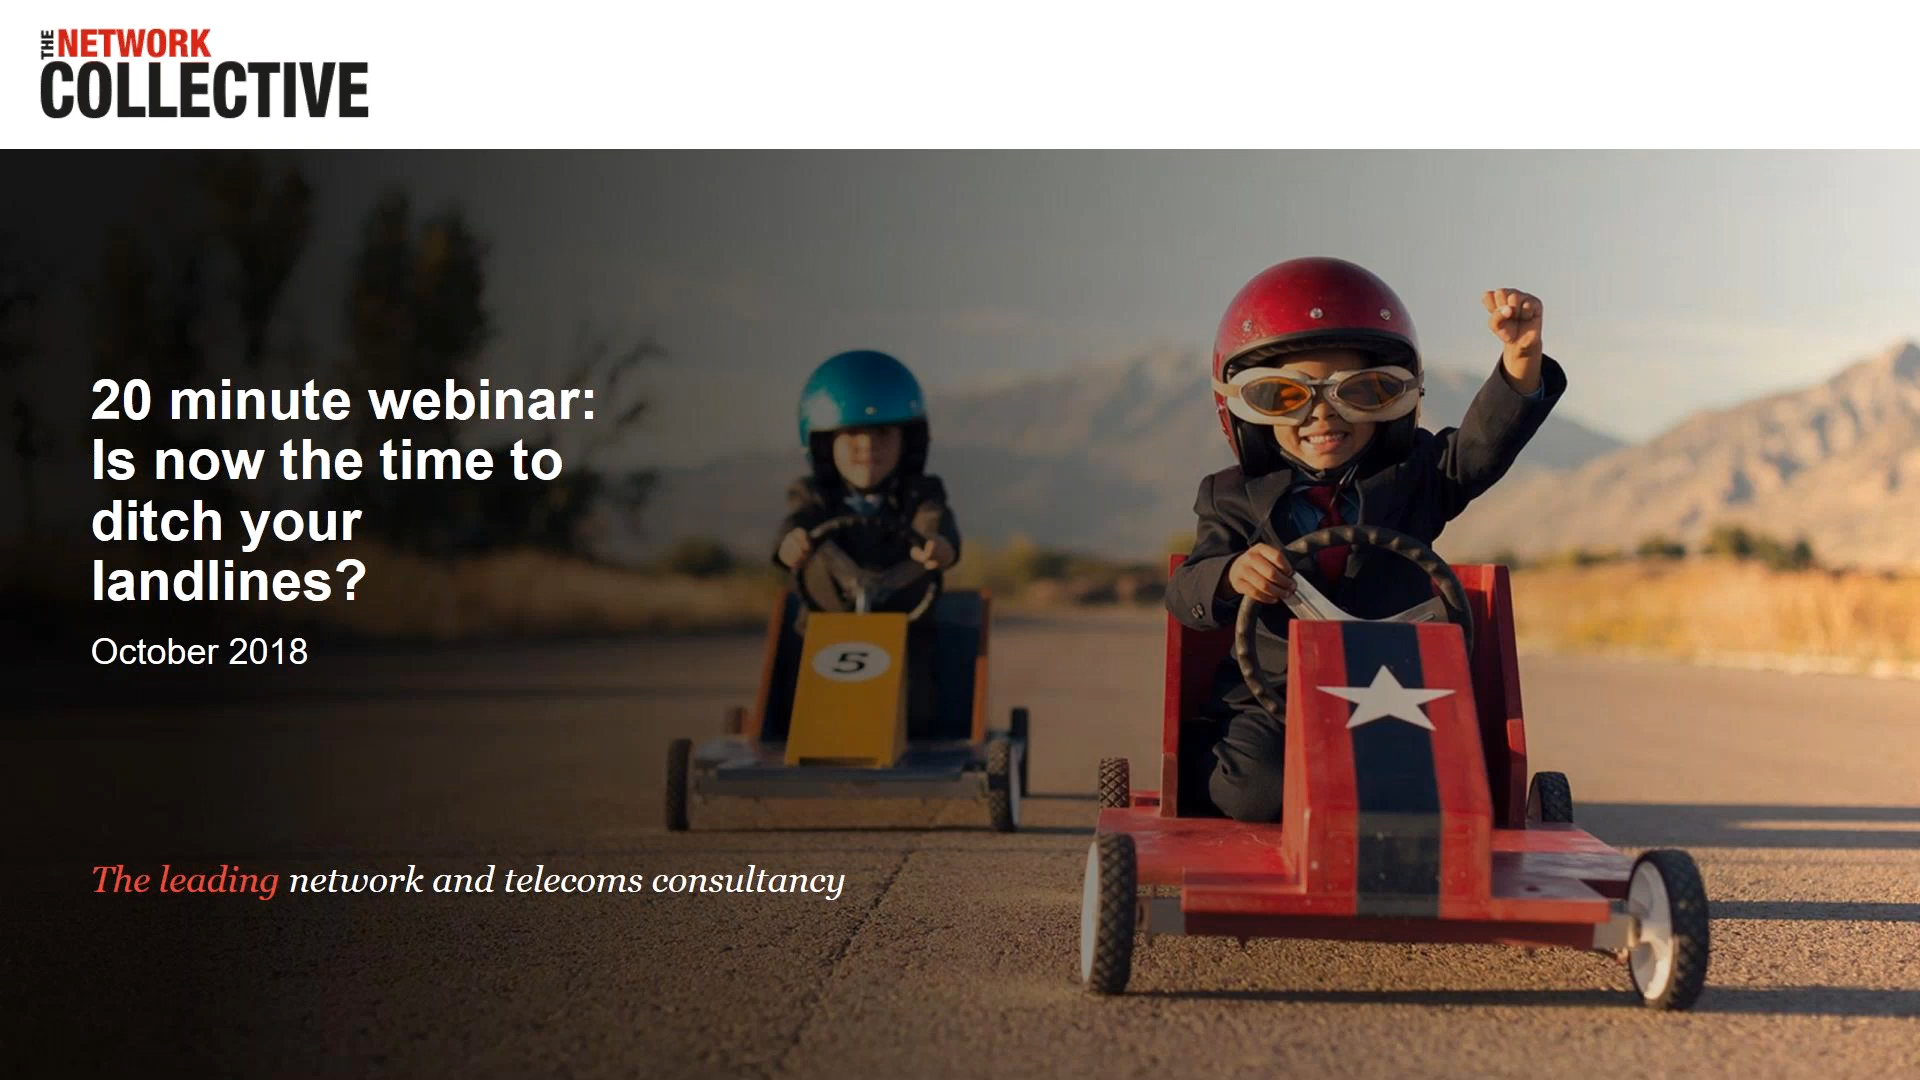 THE NETWORK
COLLECTIVE
20 minute webinar:
Is now the time to
ditch your
landlines?
October 2018
5
The leading network and telecoms consultancy